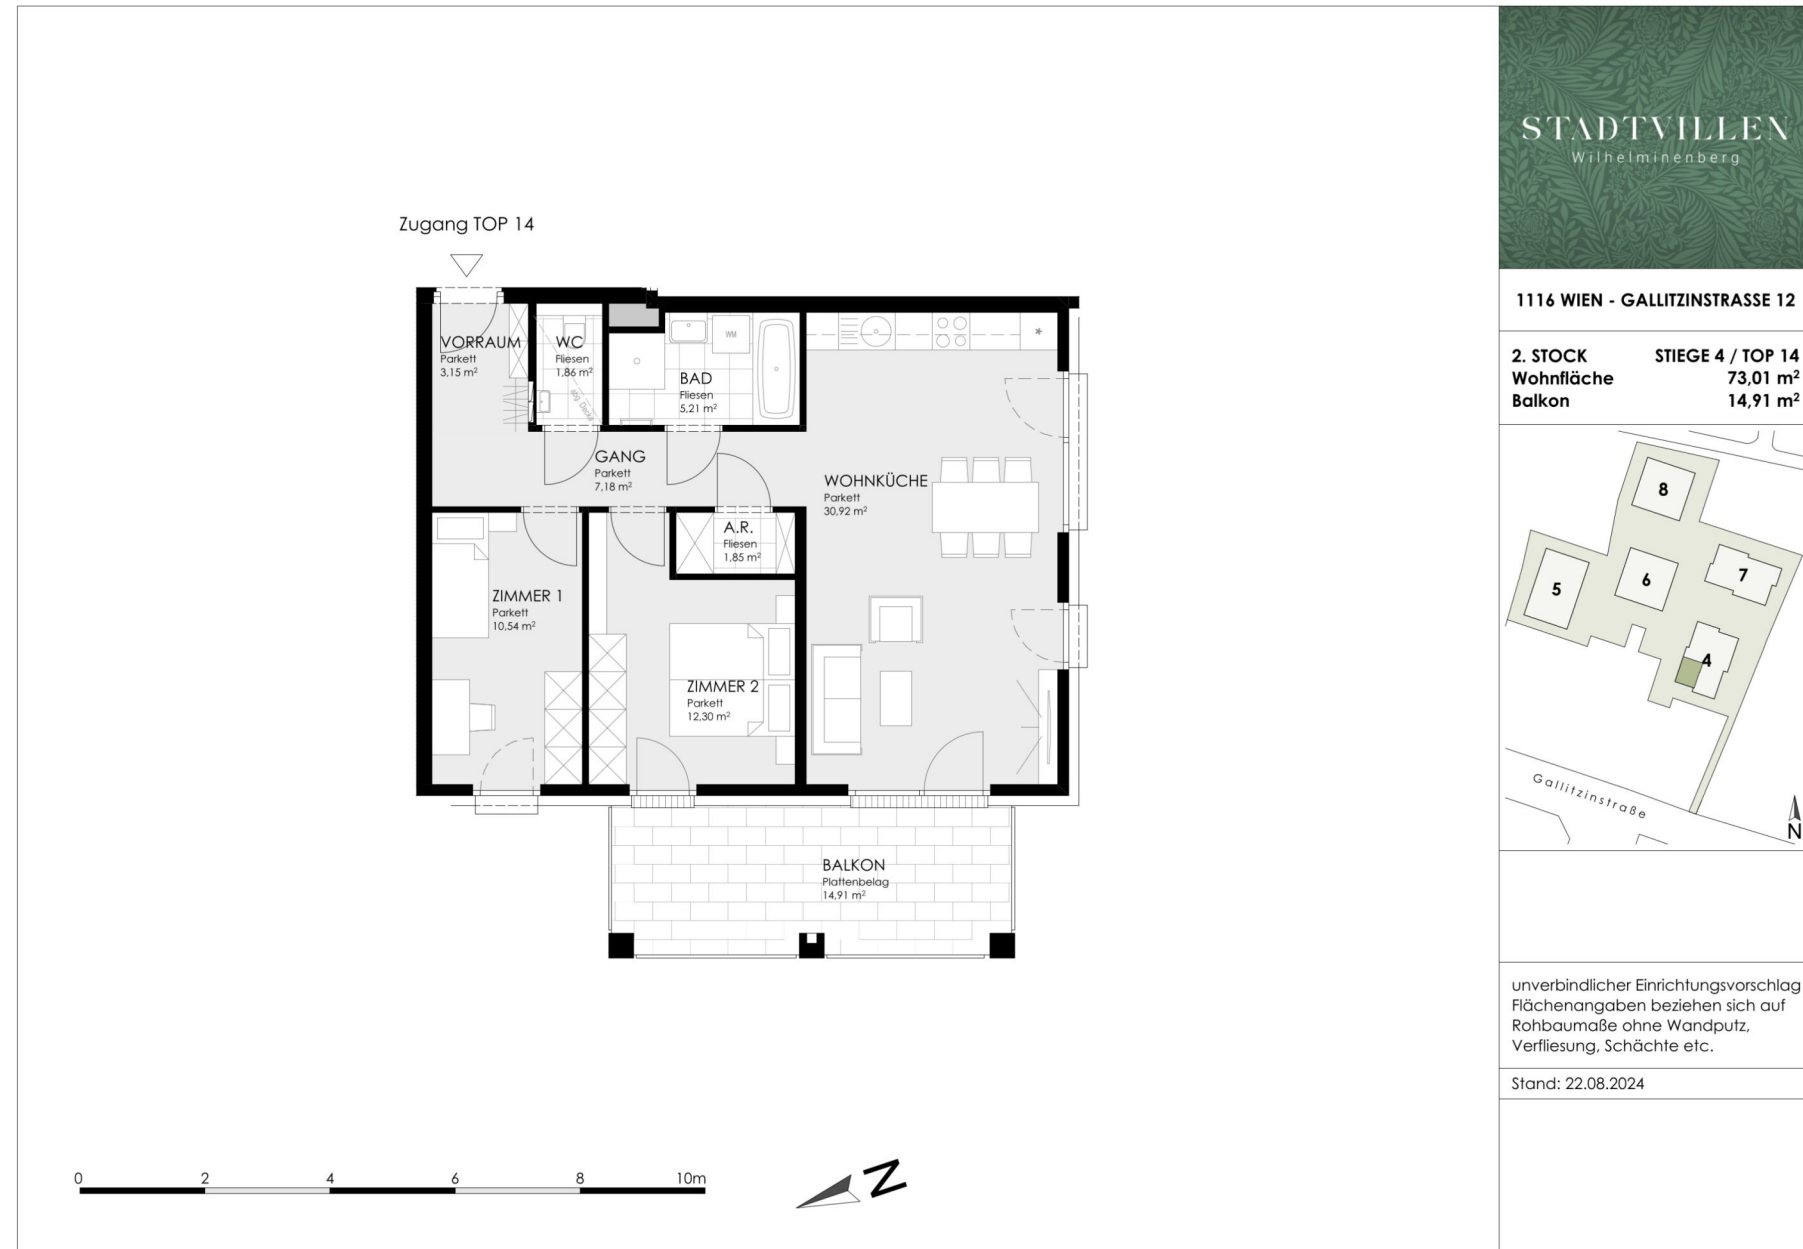 Zugang TOP 14
VORRAUM
Parkett
3,15 m²
WC
Fliesen
1,86 m²
abg. Decke
WM
BAD
Fliesen
5,21 m²
*
GANG
Parkett
7,18 m²
WOHNKÜCHE
Parkett
30,92 m²
A.R.
Fliesen
1,85 m²
ZIMMER 1
Parkett
10,54 m²
ZIMMER 2
Parkett
12,30 m²
BALKON
Plattenbelag
14,91 m²
0 2 4 6 8 10m
N
STADTVILLEN
Wilhelminenberg
1116 WIEN - GALLITZINSTRASSE 12
2. STOCK STIEGE 4 / TOP 14
Wohnfläche 73,01 m²
Balkon 14,91 m²
8
5
6
7
4
Gallitzinstraße
N
unverbindlicher Einrichtungsvorschlag
Flächenangaben beziehen sich auf
Rohbaumaße ohne Wandputz,
Verfliesung, Schächte etc.
Stand: 22.08.2024